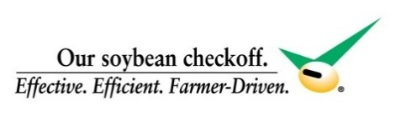 Our soybean checkoff.
Effective. Efficient. Farmer-Driven.
®